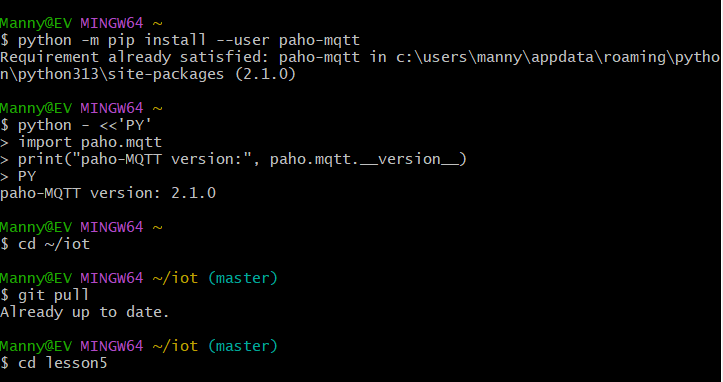 Manny@EV MINGW64 ~
$ python -m pip install --user paho-mqtt
Requirement already satisfied: paho-mqtt in c:\users\manny\appdata\roaming\pytho
n\python313\site-packages (2.1.0)
Manny@EV MINGW64 ~
$ python - <<'PY'
> import paho.mqtt
> print("paho-MQTT version:", paho.mqtt.__version__)
> PY
paho-MQTT version: 2.1.0
Manny@EV MINGW64 ~
$ cd ~/iot
Manny@EV MINGW64 ~/iot (master)
$ git pull
Already up to date.
Manny@EV MINGW64 ~/iot (master)
$ cd lesson5